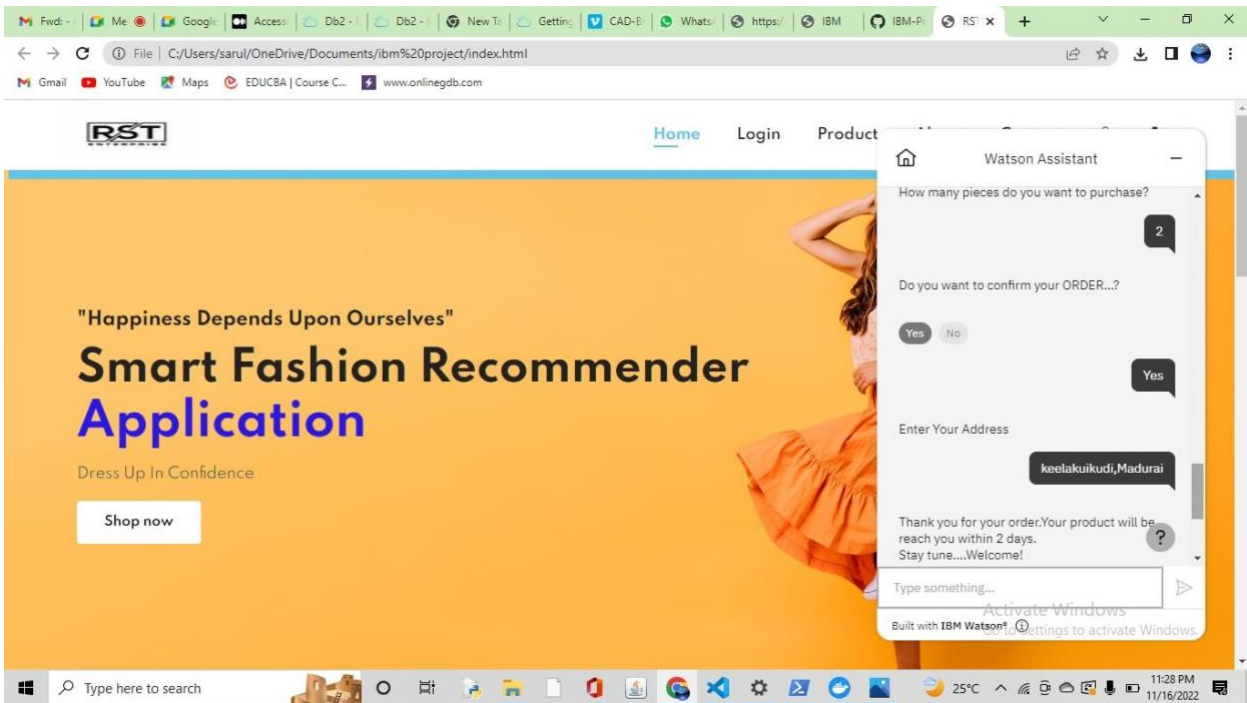 Fwd: -
Me
Google
Access
Db2 -
Db2 -
New Ta
Getting
CAD-B
Whats
https:/
IBM
IBM-P
RST
File | C:/Users/sarul/OneDrive/Documents/ibm%20project/index.html
Gmail YouTube Maps EDUCBA | Course C... www.onlinegdb.com
RST
ENTERPRISE
Home Login Product
"Happiness Depends Upon Ourselves"
Smart Fashion Recommender
Application
Dress Up In Confidence
Shop now
Watson Assistant
How many pieces do you want to purchase?
2
Do you want to confirm your ORDER...?
Yes No
Yes
Enter Your Address
keelakuikudi,Madurai
Thank you for your order.Your product will be
reach you within 2 days.
Stay tune....Welcome!
?
Type something...
Activate Windows
Built with IBM Watson®
Go to Settings to activate Windows.
Type here to search
25°C
11:28 PM
11/16/2022